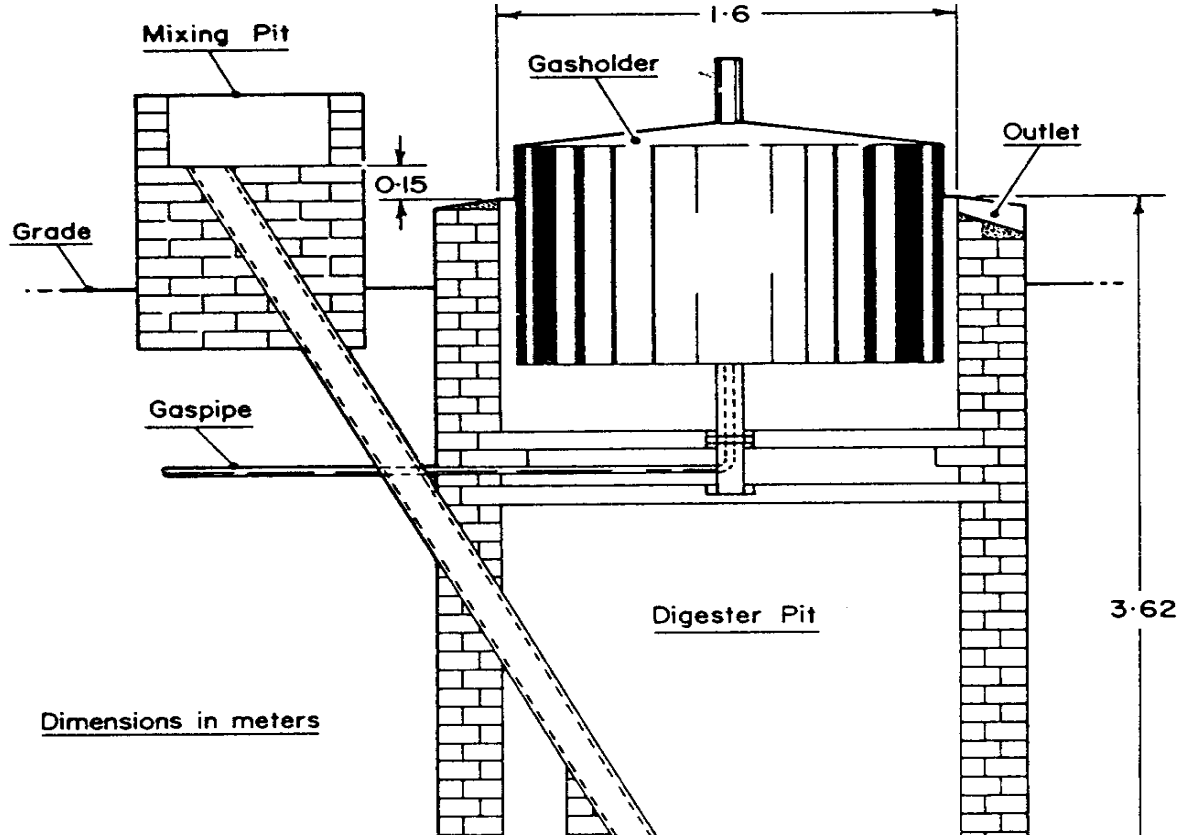 1·6
Mixing Pit
Gasholder
Outlet
0·15
Grade
Gaspipe
Digester Pit
3·62
Dimensions in meters